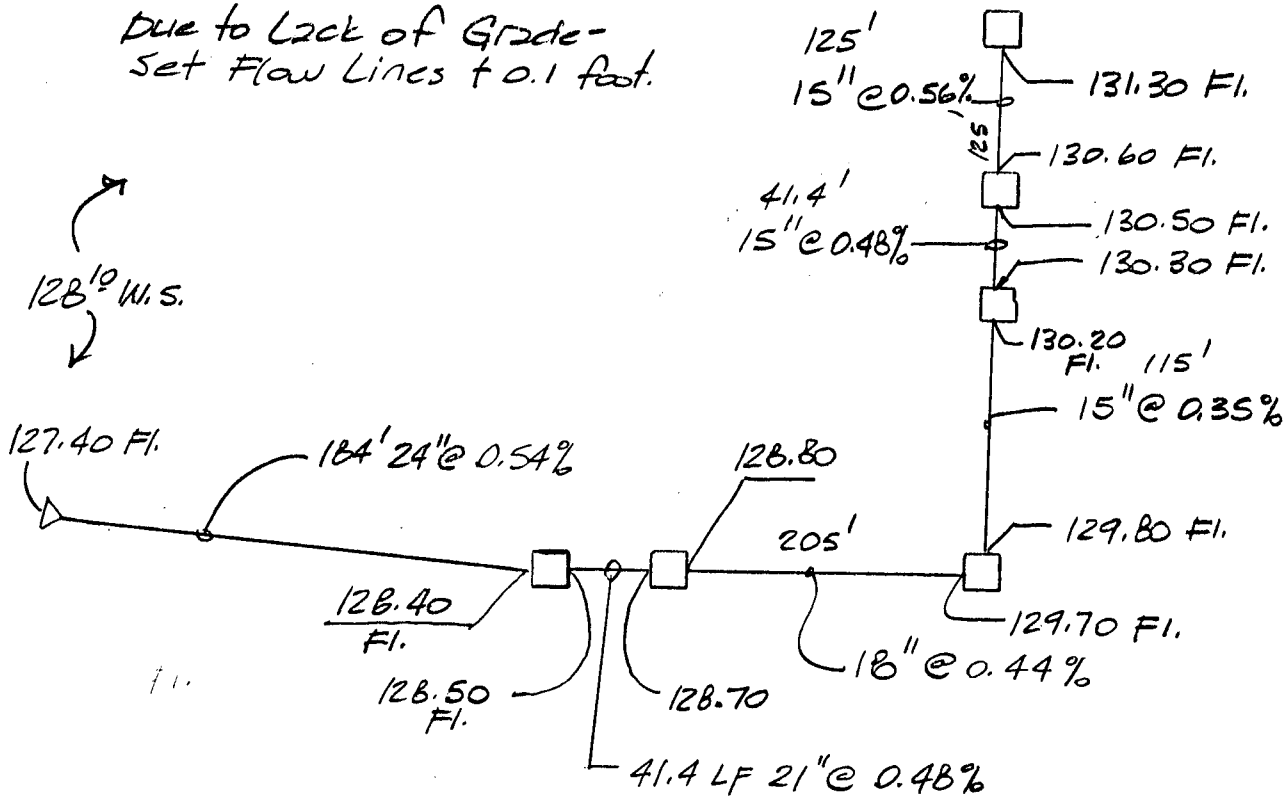 Due to Lack of Grade-
Set Flow Lines ± 0.1 foot.
125'
15" @ 0.56%
125
131.30 Fl.
130.60 Fl.
41.4'
15" @ 0.48%
130.50 Fl.
130.30 Fl.
128.10 W.S.
130.20
Fl.
115'
15" @ 0.35%
127.40 Fl.
184' 24" @ 0.54%
128.80
205'
129.80 Fl.
128.40
Fl.
129.70 Fl.
18" @ 0.44%
128.50
Fl.
128.70
41.4 LF 21" @ 0.48%